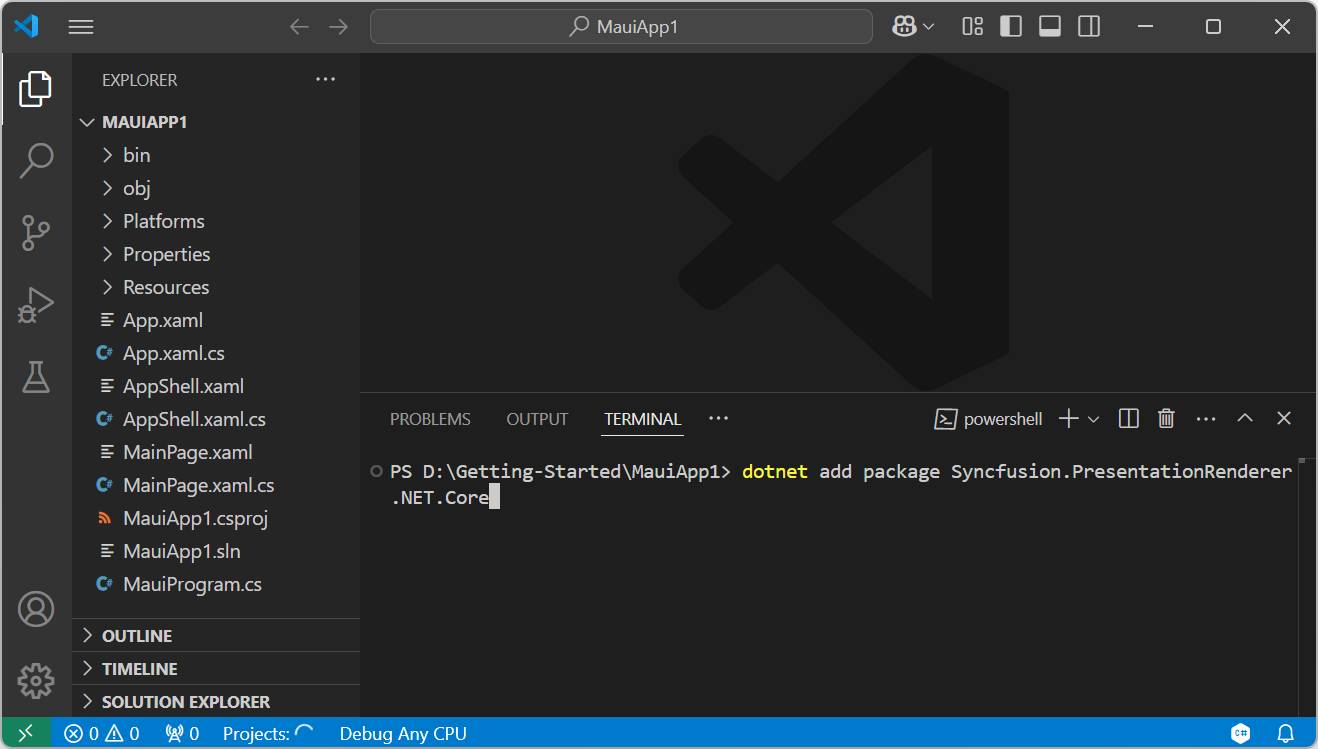 MauiApp1
EXPLORER
MAUIAPP1
bin
obj
Platforms
Properties
Resources
App.xaml
C# App.xaml.cs
AppShell.xaml
C# AppShell.xaml.cs
MainPage.xaml
C# MainPage.xaml.cs
MauiApp1.csproj
MauiApp1.sln
C# MauiProgram.cs
OUTLINE
TIMELINE
SOLUTION EXPLORER
PROBLEMS OUTPUT TERMINAL ··· powershell
PS D:\Getting-Started\MauiApp1> dotnet add package Syncfusion.PresentationRenderer
.NET.Core
0 0 0 Projects: Debug Any CPU C#